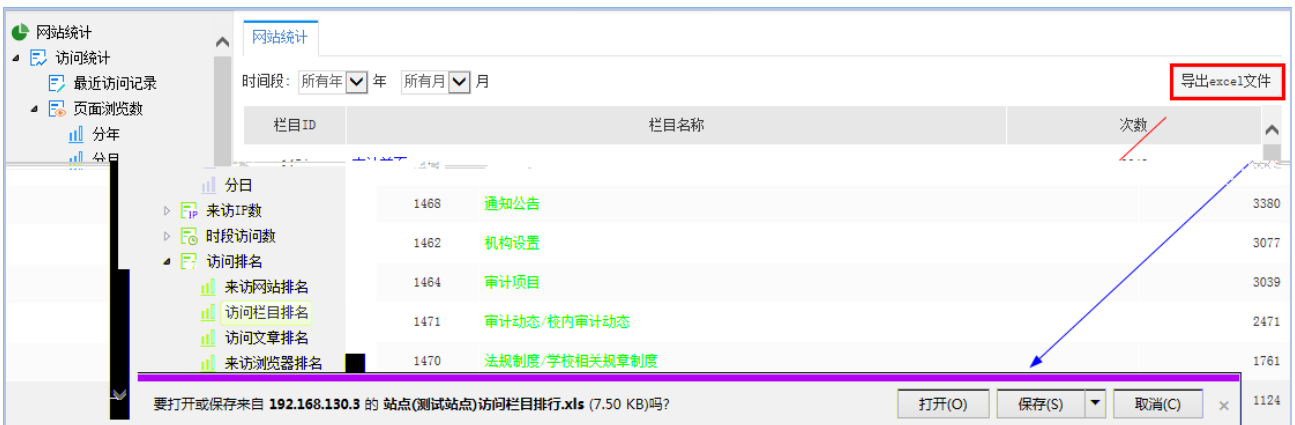 网站统计
网站统计
访问统计
最近访问记录
时间段: 所有年 年 所有月 月
导出excel文件
页面浏览数
栏目ID 栏目名称 次数
分年
分日
分日
1468 通知公告 3380
来访IP数
时段访问数
1462 机构设置 3077
访问排名
1464 审计项目 3039
来访网站排名
访问栏目排名
1471 审计动态/校内审计动态 2471
访问文章排名
来访浏览器排名
1470 法规制度/学校相关规章制度 1761
要打开或保存来自 192.168.130.3 的 站点(测试站点)访问栏目排行.xls (7.50 KB)吗?
打开(O) 保存(S) 取消(C) ×
1124